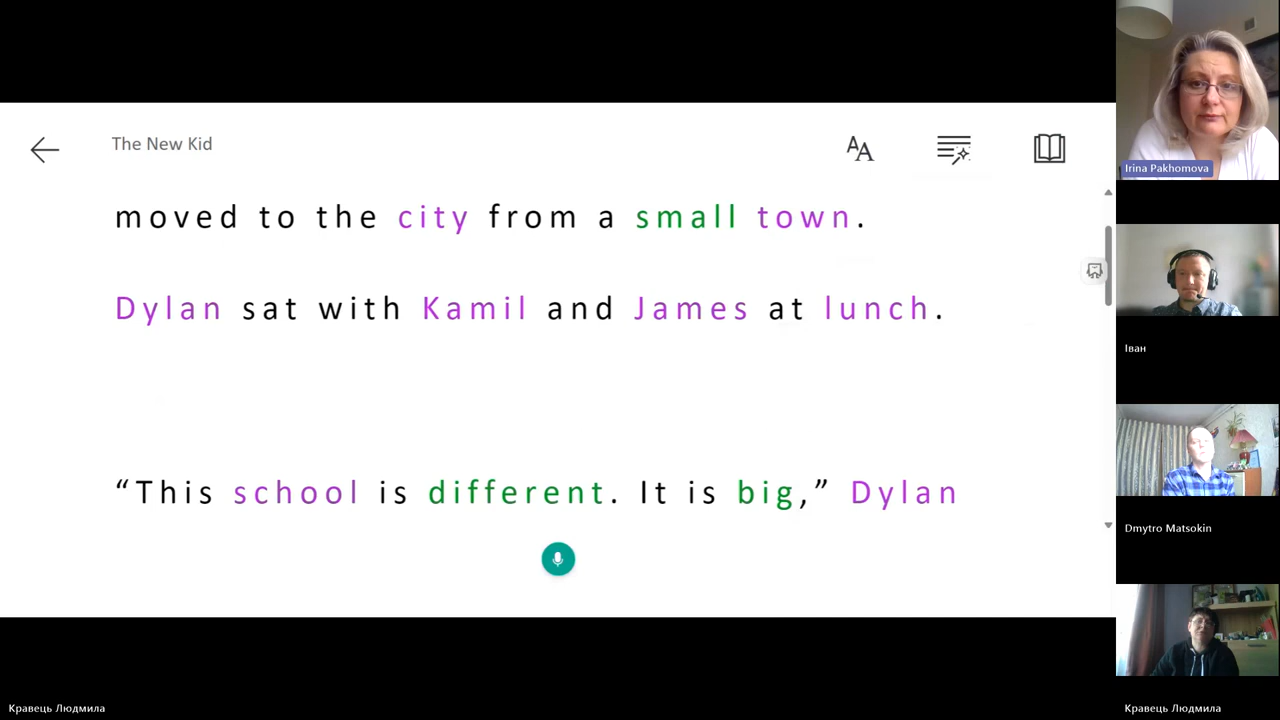 The New Kid
moved to the city from a small town.
Dylan sat with Kamil and James at lunch.
“This school is different. It is big,” Dylan
Irina Pakhomova
Іван
Dmytro Matsokin
Кравець Людмила
Кравець Людмила